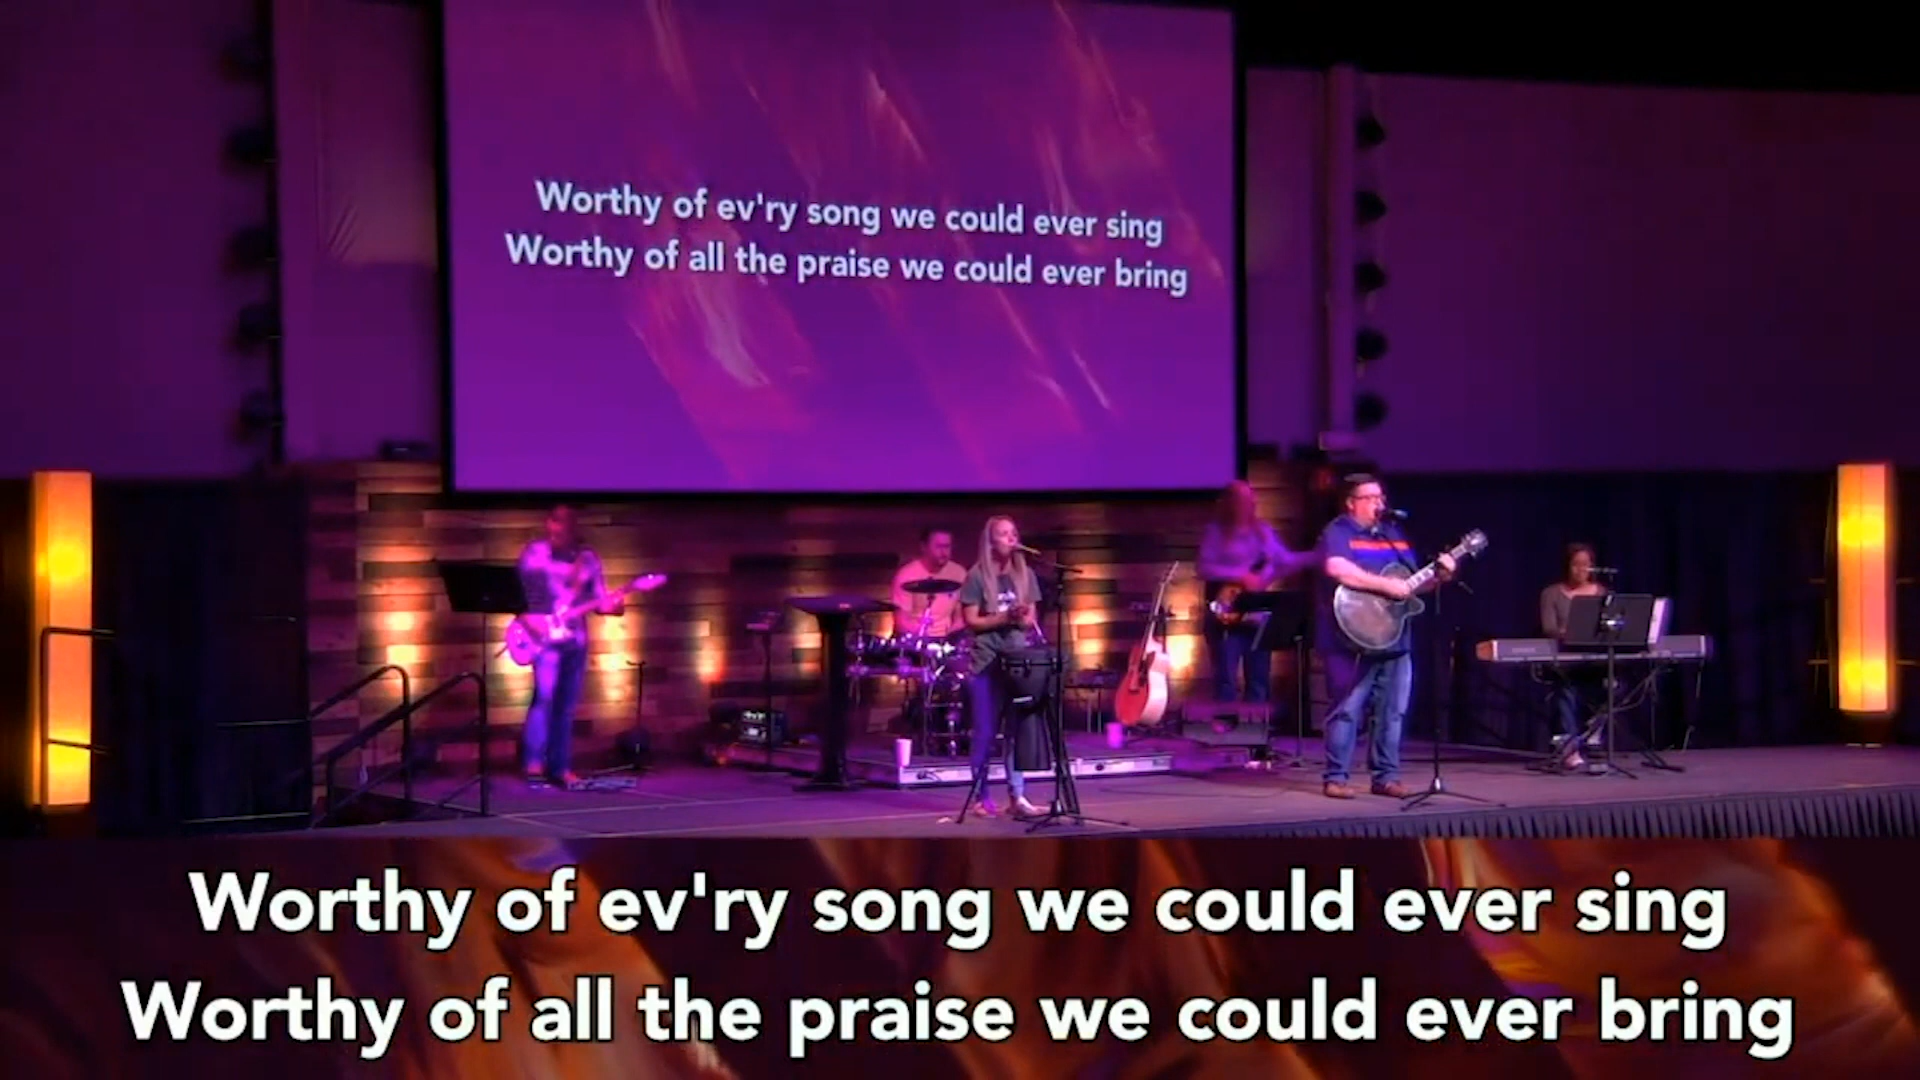 Worthy of ev'ry song we could ever sing
Worthy of all the praise we could ever bring
Worthy of ev'ry song we could ever sing
Worthy of all the praise we could ever bring